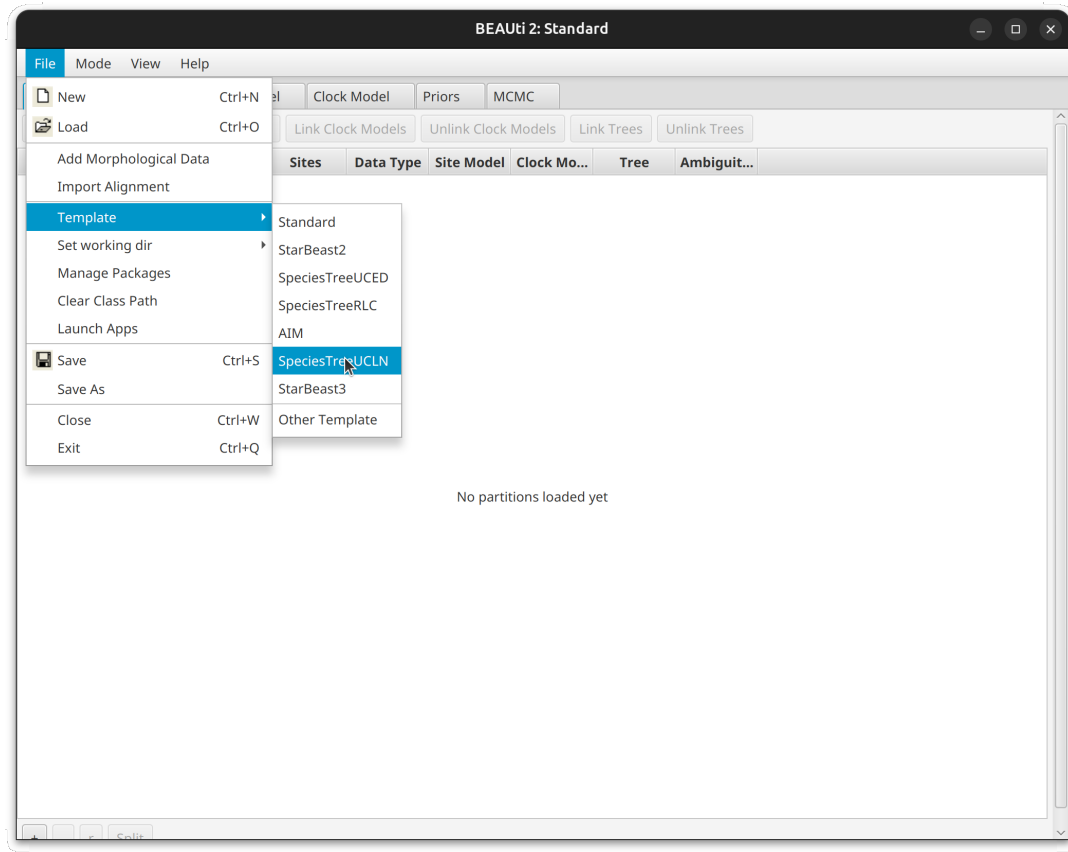 BEAUti 2: Standard
File Mode View Help
New Ctrl+N
Load Ctrl+O
Add Morphological Data
Import Alignment
Template
Set working dir
Manage Packages
Clear Class Path
Launch Apps
Save Ctrl+S
Save As
Close Ctrl+W
Exit Ctrl+Q
Standard
StarBeast2
SpeciesTreeUCED
SpeciesTreeRLC
AIM
SpeciesTreeUCLN
StarBeast3
Other Template
Clock Model Priors MCMC
Link Clock Models Unlink Clock Models Link Trees Unlink Trees
Sites Data Type Site Model Clock Mo... Tree Ambiguit...
No partitions loaded yet
+ - r Split